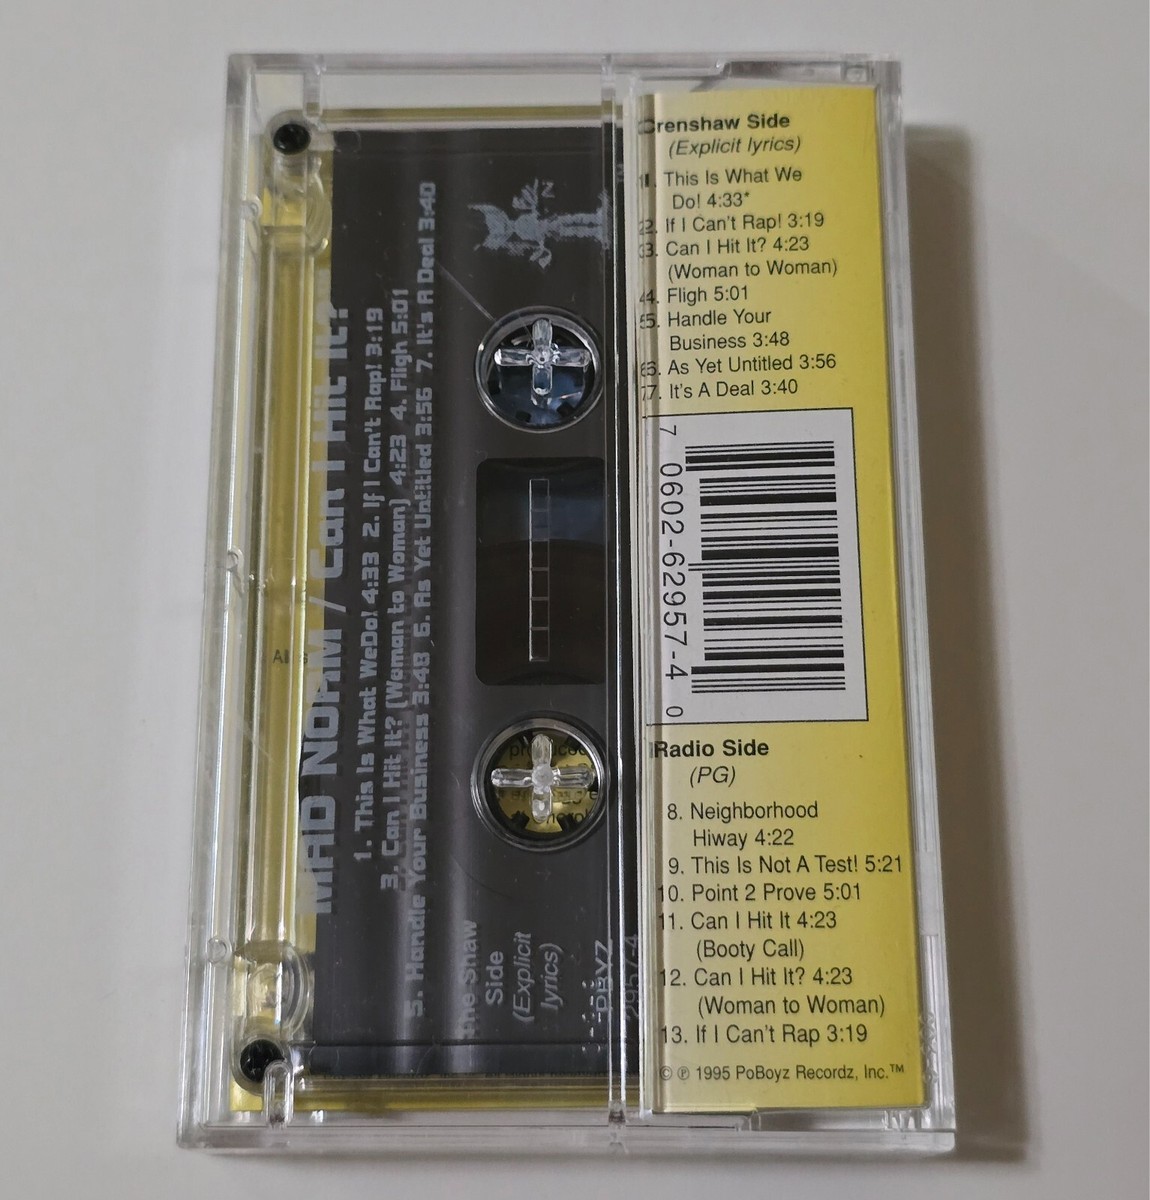 MAD NORM / Can I Hit It?
1. This Is What WeDo! 4:33 2. If I Can't Rap! 3:19
3. Can I Hit It? (Woman to Woman) 4:23 4. Fligh 5:01
5. Handle Your Business 3:48 6. As Yet Untitled 3:56 7. It's A Deal 3:40
The Shaw
Side
(Explicit
lyrics)
PBYZ
2957-4
Crenshaw Side
(Explicit lyrics)
1. This Is What We
Do! 4:33*
2. If I Can't Rap! 3:19
3. Can I Hit It? 4:23
(Woman to Woman)
4. Fligh 5:01
5. Handle Your
Business 3:48
6. As Yet Untitled 3:56
7. It's A Deal 3:40
7 0602-62957-4 0
Radio Side
(PG)
8. Neighborhood
Hiway 4:22
9. This Is Not A Test! 5:21
10. Point 2 Prove 5:01
11. Can I Hit It 4:23
(Booty Call)
12. Can I Hit It? 4:23
(Woman to Woman)
13. If I Can't Rap 3:19
© ℗ 1995 PoBoyz Recordz, Inc.™